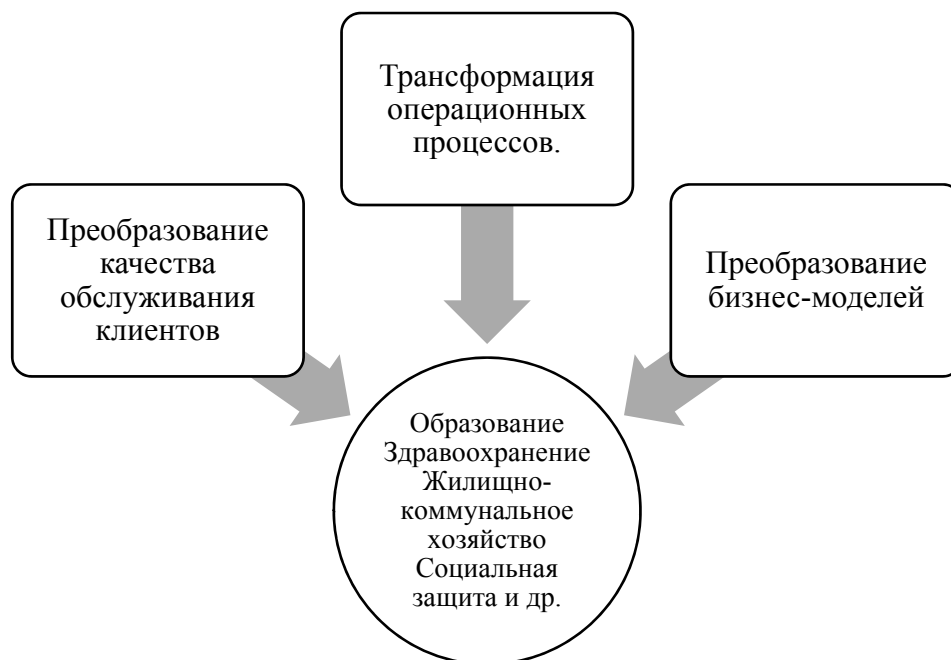 Трансформация
операционных
процессов.
Преобразование
качества
обслуживания
клиентов
Преобразование
бизнес-моделей
Образование
Здравоохранение
Жилищно-
коммунальное
хозяйство
Социальная
защита и др.